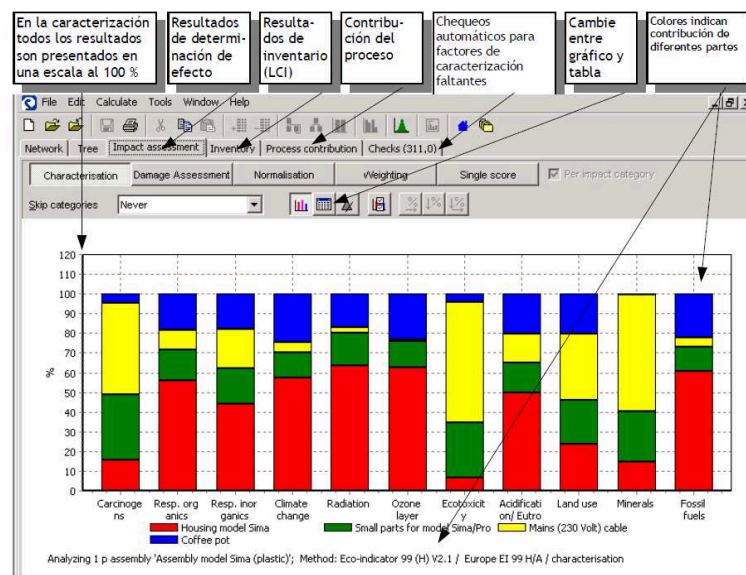 En la caracterización
todos los resultados
son presentados en
una escala al 100 %
Resultados
de determi-
nación de
efecto
Resulta-
dos de
inventario
(LCI)
Contribu-
ción del
proceso
Chequeos
automáticos para
factores de
caracterización
faltantes
Cambie
entre
gráfico y
tabla
Colores indican
contribución de
diferentes partes
File Edit Calculate Tools Window Help
Network Tree Impact assessment Inventory Process contribution Checks (311,0)
Characterisation Damage Assessment Normalisation Weighting Single score Per impact category
Skip categories Never
120
110
100
90
80
70
60
50
40
30
20
10
0
%
Carcinoge
ns
Resp. org
anics
Resp. inor
ganics
Climate
change
Radiation
Ozone
layer
Ecotoxicit
y
Acidificati
on/ Eutro
Land use
Minerals
Fossil
fuels
Housing model Sima
Small parts for model Sima/Pro
Mains (230 Volt) cable
Coffee pot
Analyzing 1 p assembly 'Assembly model Sima (plastic)'; Method: Eco-indicator 99 (H) V2.1 / Europe EI 99 H/A / characterisation